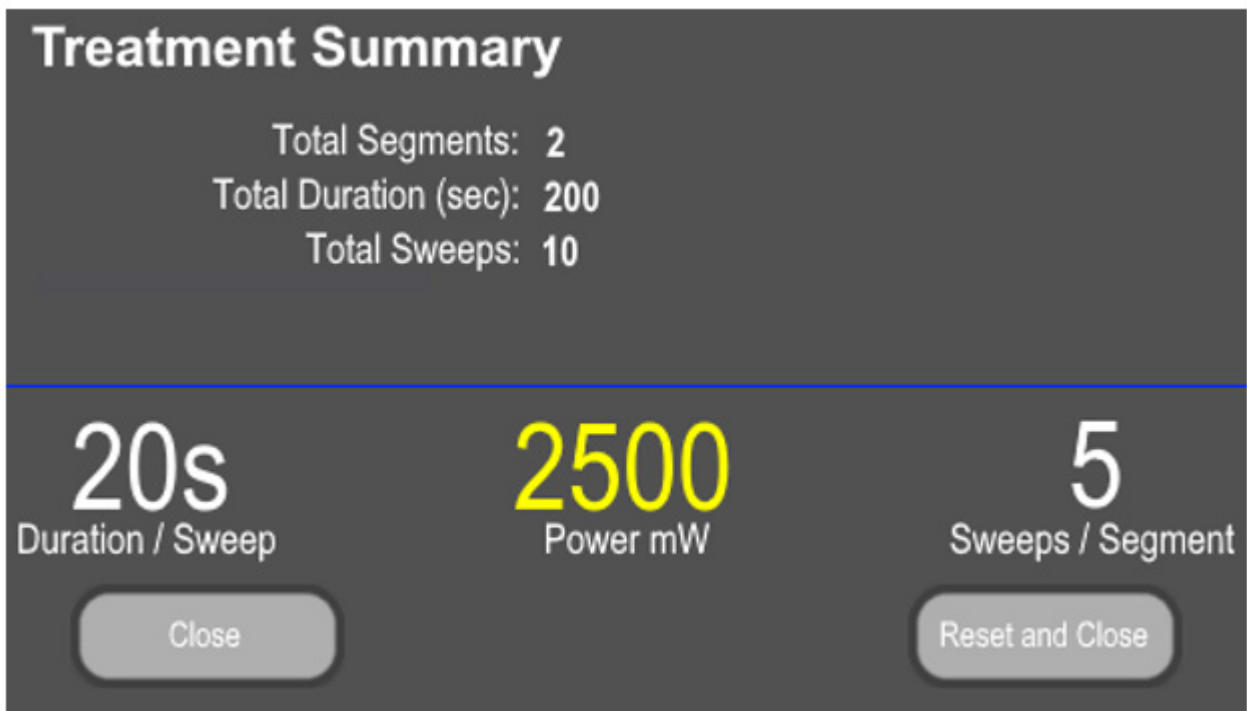 Treatment Summary
Total Segments: 2
Total Duration (sec): 200
Total Sweeps: 10
20s 2500 5
Duration / Sweep Power mW Sweeps / Segment
Close Reset and Close